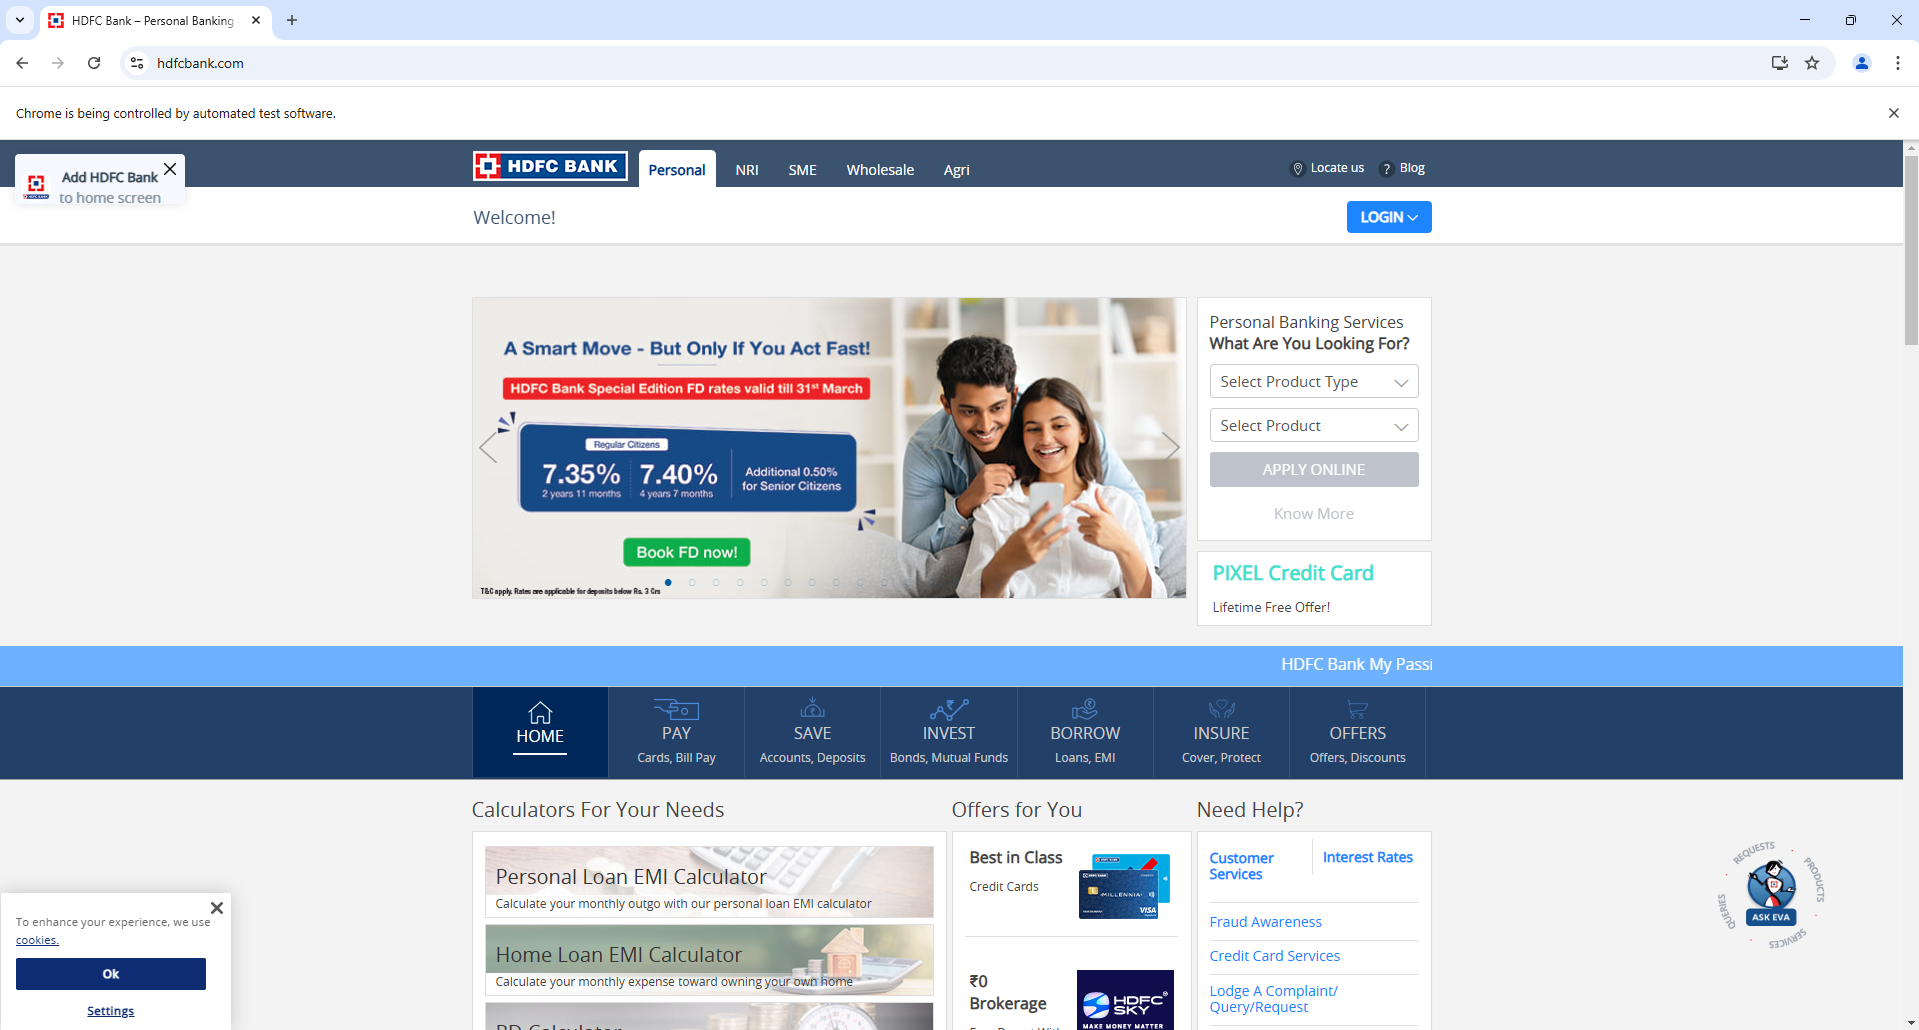 HDFC Bank – Personal Banking
hdfcbank.com
Chrome is being controlled by automated test software.
Add HDFC Bank
to home screen
HDFC BANK
Personal
NRI
SME
Wholesale
Agri
Locate us
? Blog
Welcome!
LOGIN
A Smart Move - But Only If You Act Fast!
HDFC Bank Special Edition FD rates valid till 31st March
Regular Citizens
7.35%
2 years 11 months
7.40%
4 years 7 months
Additional 0.50%
for Senior Citizens
Book FD now!
T&C apply. Rates are applicable for deposits below Rs. 3 Crs
Personal Banking Services
What Are You Looking For?
Select Product Type
Select Product
APPLY ONLINE
Know More
PIXEL Credit Card
Lifetime Free Offer!
HDFC Bank My Passi
HOME
PAY
Cards, Bill Pay
SAVE
Accounts, Deposits
INVEST
Bonds, Mutual Funds
BORROW
Loans, EMI
INSURE
Cover, Protect
OFFERS
Offers, Discounts
Calculators For Your Needs
Personal Loan EMI Calculator
Calculate your monthly outgo with our personal loan EMI calculator
Home Loan EMI Calculator
Calculate your monthly expense toward owning your own home
RD Calculator
Offers for You
Best in Class
Credit Cards
MILLENNIA
VISA
₹0
Brokerage
HDFC
SKY
MAKE MONEY MATTER
Need Help?
Customer
Services
Interest Rates
Fraud Awareness
Credit Card Services
Lodge A Complaint/
Query/Request
REQUESTS
PRODUCTS
SERVICES
QUERIES
ASK EVA
To enhance your experience, we use
cookies.
Ok
Settings